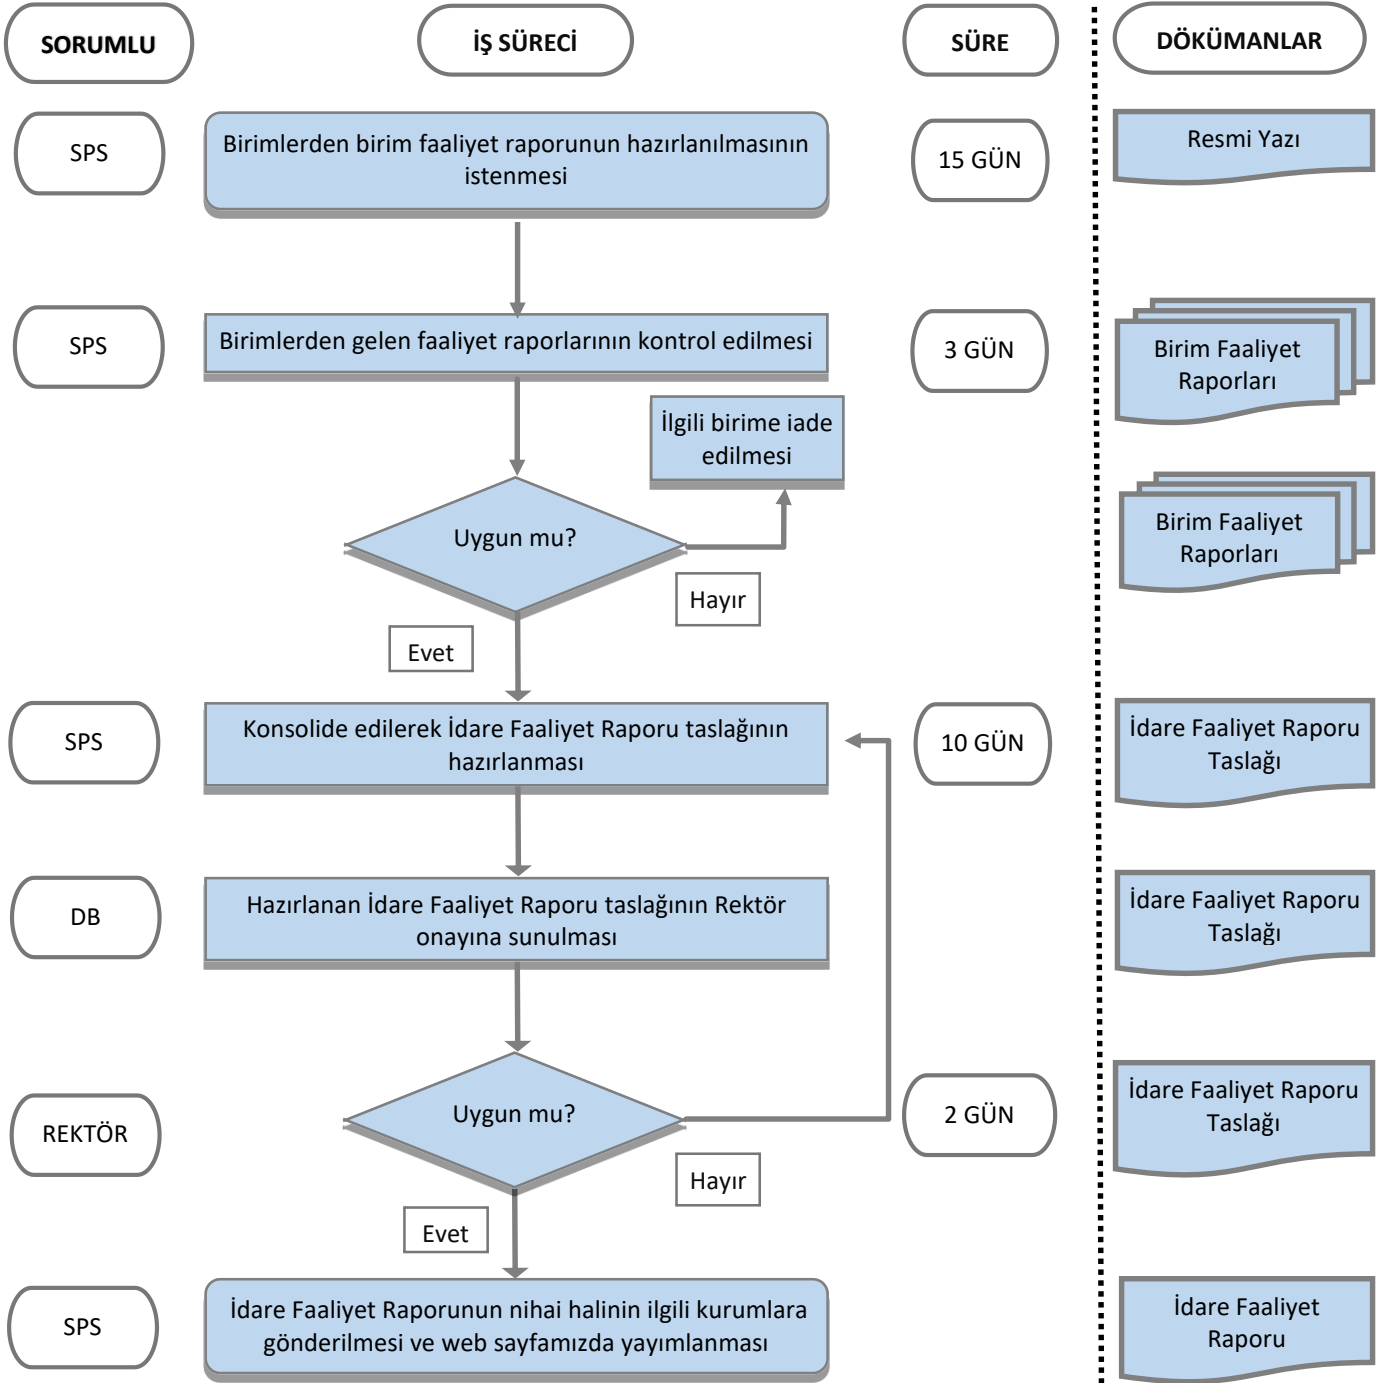 SORUMLU
İŞ SÜRECİ
SÜRE
DÖKÜMANLAR
SPS
Birimlerden birim faaliyet raporunun hazırlanılmasının
istenmesi
15 GÜN
Resmi Yazı
SPS
Birimlerden gelen faaliyet raporlarının kontrol edilmesi
3 GÜN
Birim Faaliyet
Raporları
İlgili birime iade
edilmesi
Uygun mu?
Hayır
Evet
Birim Faaliyet
Raporları
SPS
Konsolide edilerek İdare Faaliyet Raporu taslağının
hazırlanması
10 GÜN
İdare Faaliyet Raporu
Taslağı
DB
Hazırlanan İdare Faaliyet Raporu taslağının Rektör
onayına sunulması
İdare Faaliyet Raporu
Taslağı
REKTÖR
Uygun mu?
Hayır
Evet
2 GÜN
İdare Faaliyet Raporu
Taslağı
SPS
İdare Faaliyet Raporunun nihai halinin ilgili kurumlara
gönderilmesi ve web sayfamızda yayımlanması
İdare Faaliyet
Raporu